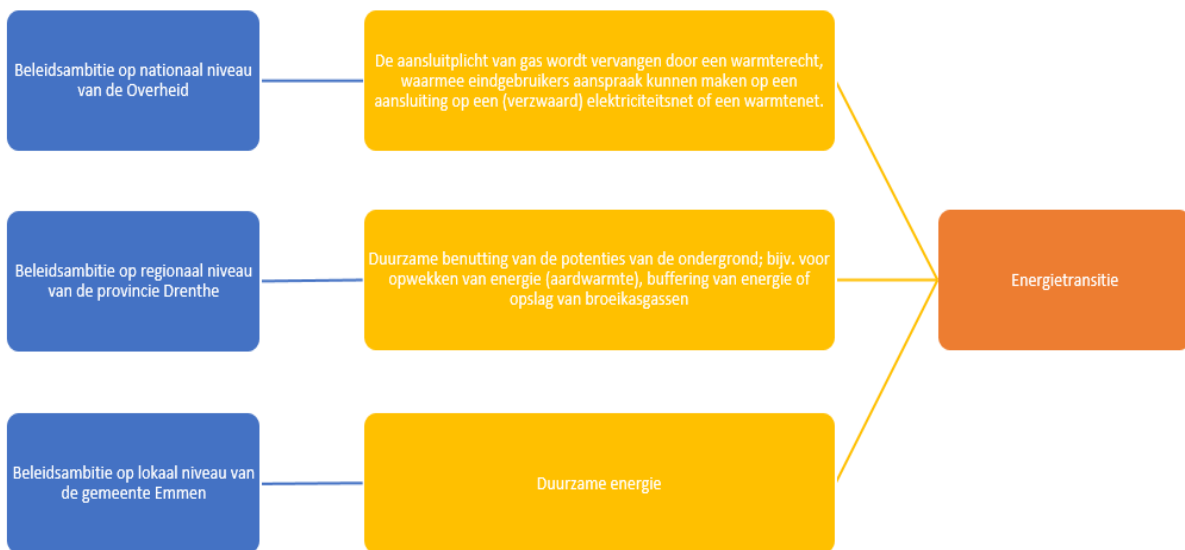 Beleidsambitie op nationaal niveau
van de Overheid
De aansluitplicht van gas wordt vervangen door een warmterecht,
waarmee eindgebruikers aanspraak kunnen maken op een
aansluiting op een (verzwaard) elektriciteitsnet of een warmtenet.
Beleidsambitie op regionaal niveau
van de provincie Drenthe
Duurzame benutting van de potenties van de ondergrond; bijv. voor
opwekken van energie (aardwarmte), buffering van energie of
opslag van broeikasgassen
Energietransitie
Beleidsambitie op lokaal niveau van
de gemeente Emmen
Duurzame energie